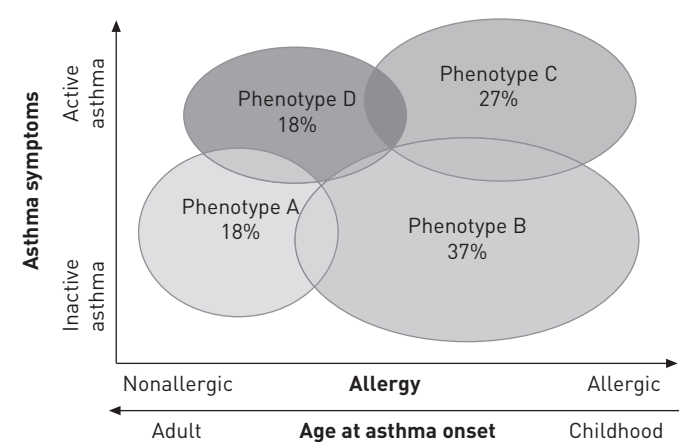 Asthma symptoms
Active
asthma
Inactive
asthma
Phenotype D
18%
Phenotype C
27%
Phenotype A
18%
Phenotype B
37%
Nonallergic Allergy Allergic
Adult Age at asthma onset Childhood